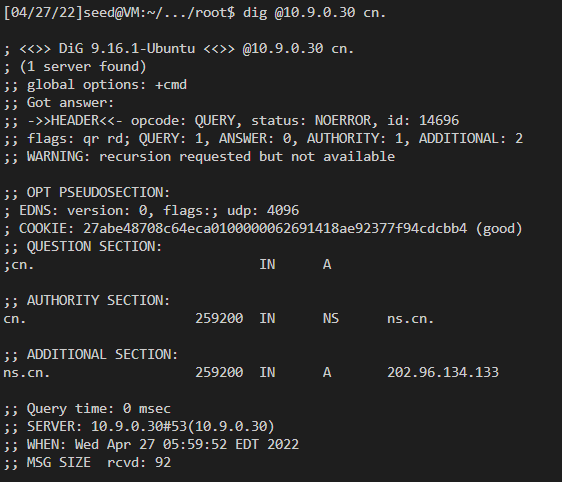 [04/27/22]seed@VM:~/.../root$ dig @10.9.0.30 cn.
; <<>> DiG 9.16.1-Ubuntu <<>> @10.9.0.30 cn.
; (1 server found)
;; global options: +cmd
;; Got answer:
;; ->>HEADER<<- opcode: QUERY, status: NOERROR, id: 14696
;; flags: qr rd; QUERY: 1, ANSWER: 0, AUTHORITY: 1, ADDITIONAL: 2
;; WARNING: recursion requested but not available
;; OPT PSEUDOSECTION:
; EDNS: version: 0, flags:; udp: 4096
; COOKIE: 27abe48708c64eca0100000062691418ae92377f94cdcbb4 (good)
;; QUESTION SECTION:
;cn. IN A
;; AUTHORITY SECTION:
cn. 259200 IN NS ns.cn.
;; ADDITIONAL SECTION:
ns.cn. 259200 IN A 202.96.134.133
;; Query time: 0 msec
;; SERVER: 10.9.0.30#53(10.9.0.30)
;; WHEN: Wed Apr 27 05:59:52 EDT 2022
;; MSG SIZE rcvd: 92